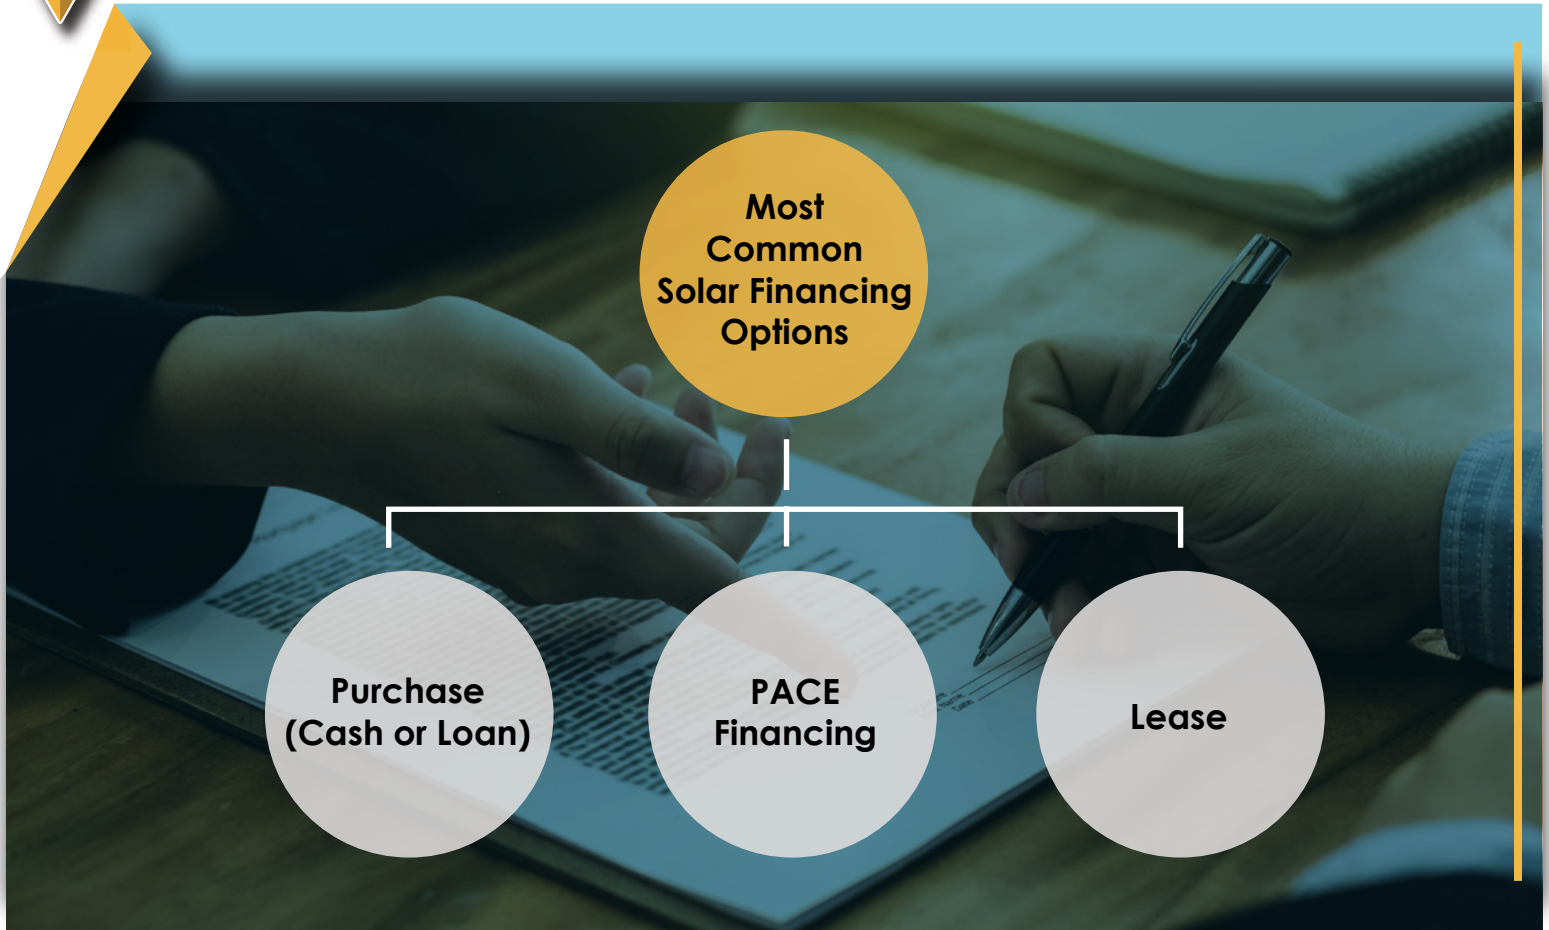 Most
Common
Solar Financing
Options
Purchase
(Cash or Loan)
PACE
Financing
Lease